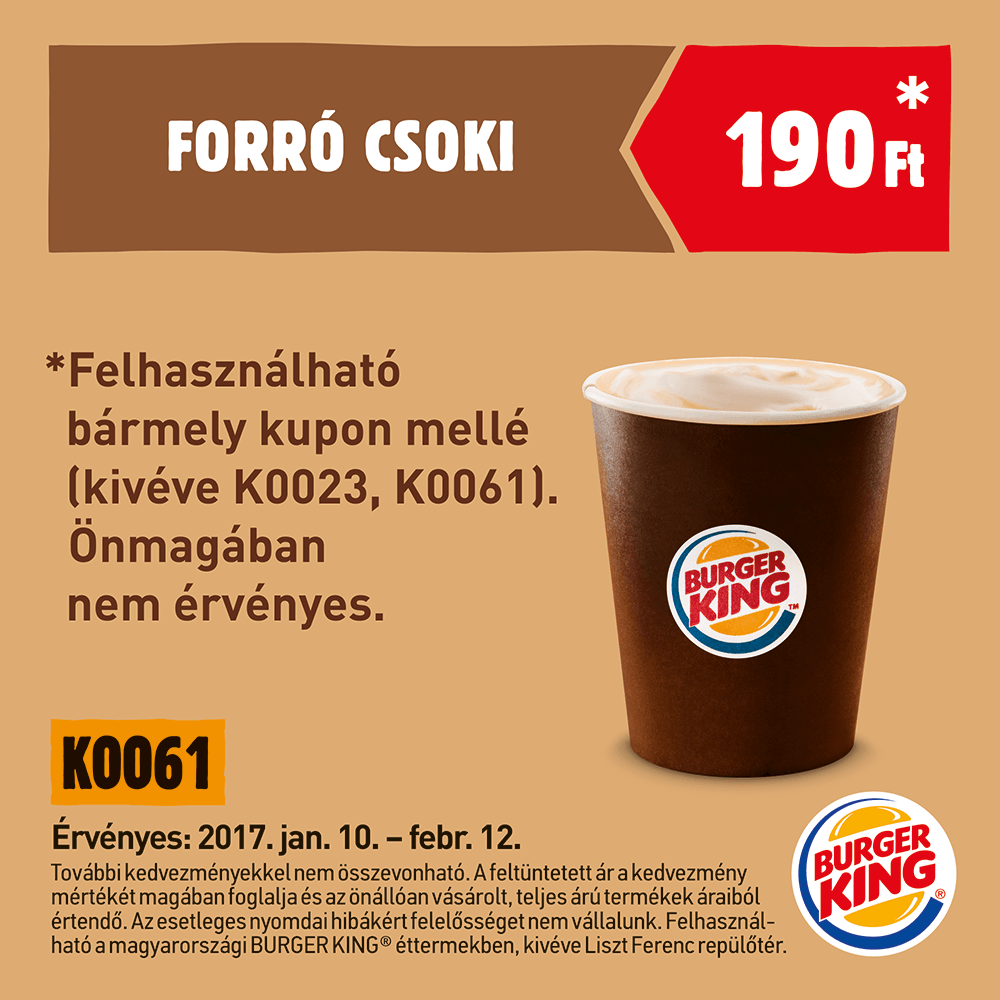 FORRÓ CSOKI
190 Ft*
*Felhasználható
bármely kupon mellé
(kivéve K0023, K0061).
Önmagában
nem érvényes.
BURGER
KING™
K0061
Érvényes: 2017. jan. 10. – febr. 12.
További kedvezményekkel nem összevonható. A feltüntetett ár a kedvezmény
mértékét magában foglalja és az önállóan vásárolt, teljes árú termékek áraiból
értendő. Az esetleges nyomdai hibákért felelősséget nem vállalunk. Felhasznál-
ható a magyarországi BURGER KING® éttermekben, kivéve Liszt Ferenc repülőtér.
BURGER
KING®